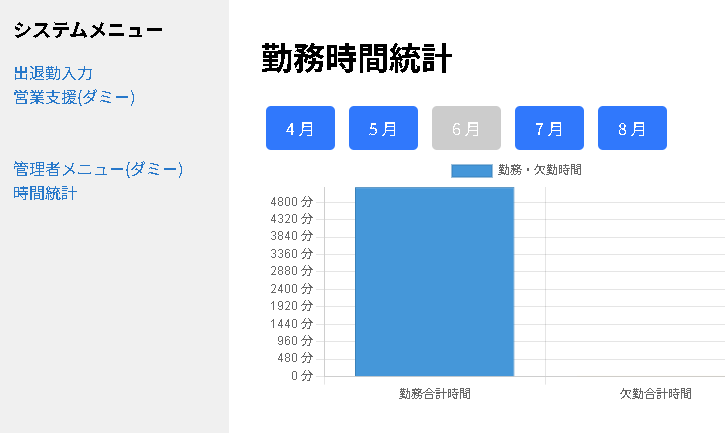 システムメニュー
出退勤入力
営業支援(ダミー)
管理者メニュー(ダミー)
時間統計
勤務時間統計
4 月
5 月
6 月
7 月
8 月
勤務・欠勤時間
4800 分
4320 分
3840 分
3360 分
2880 分
2400 分
1920 分
1440 分
960 分
480 分
0 分
勤務合計時間
欠勤合計時間